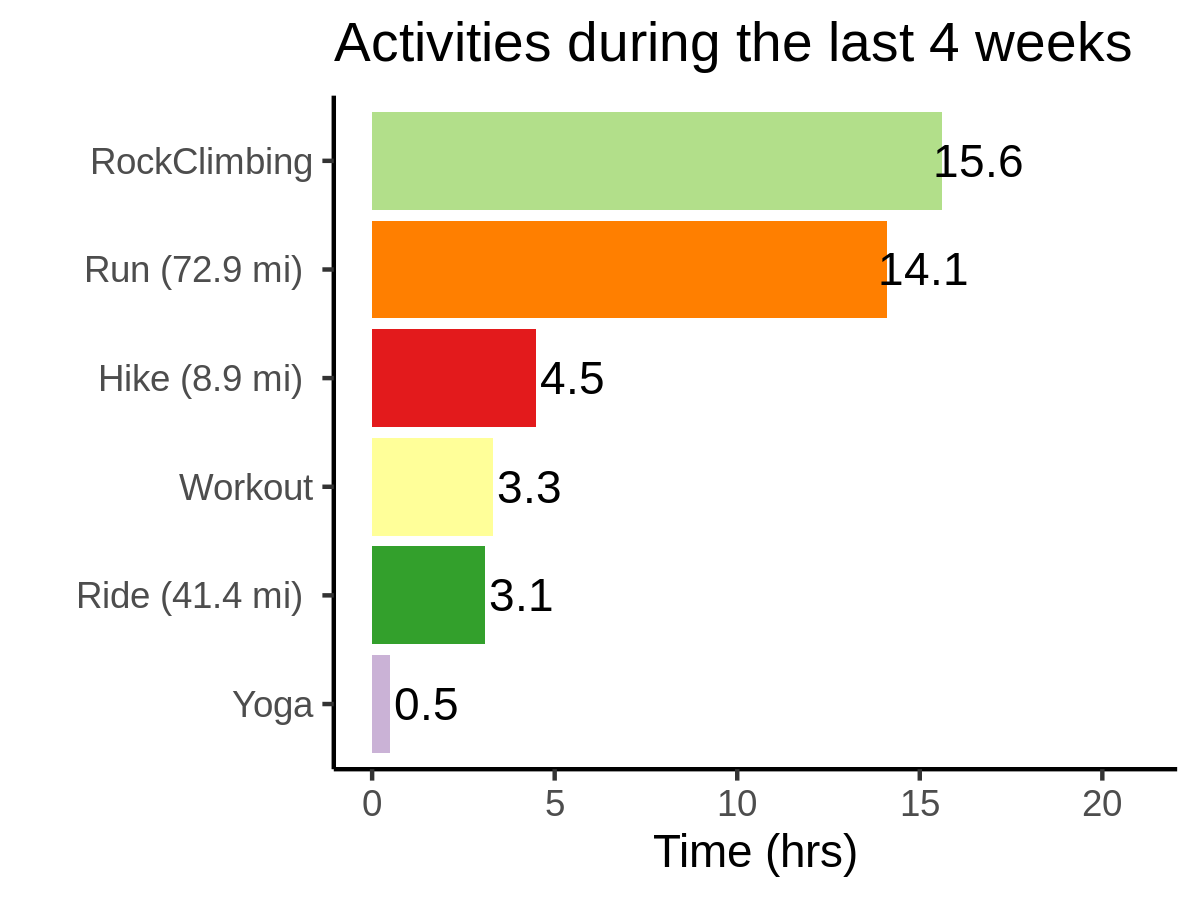 Activities during the last 4 weeks
RockClimbing 15.6
Run (72.9 mi) 14.1
Hike (8.9 mi) 4.5
Workout 3.3
Ride (41.4 mi) 3.1
Yoga 0.5
0 5 10 15 20
Time (hrs)